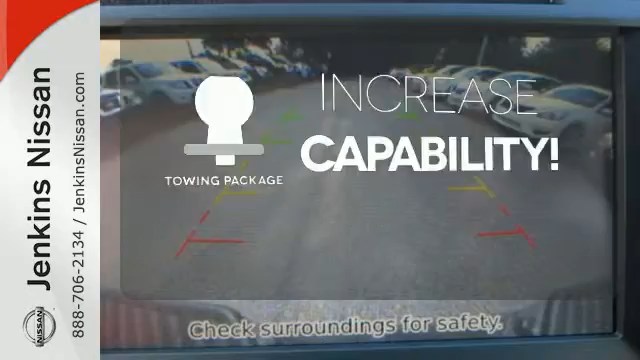 INCREASE
CAPABILITY!
TOWING PACKAGE
Check surroundings for safety.
Jenkins Nissan
888-706-2134 / JenkinsNissan.com
NISSAN